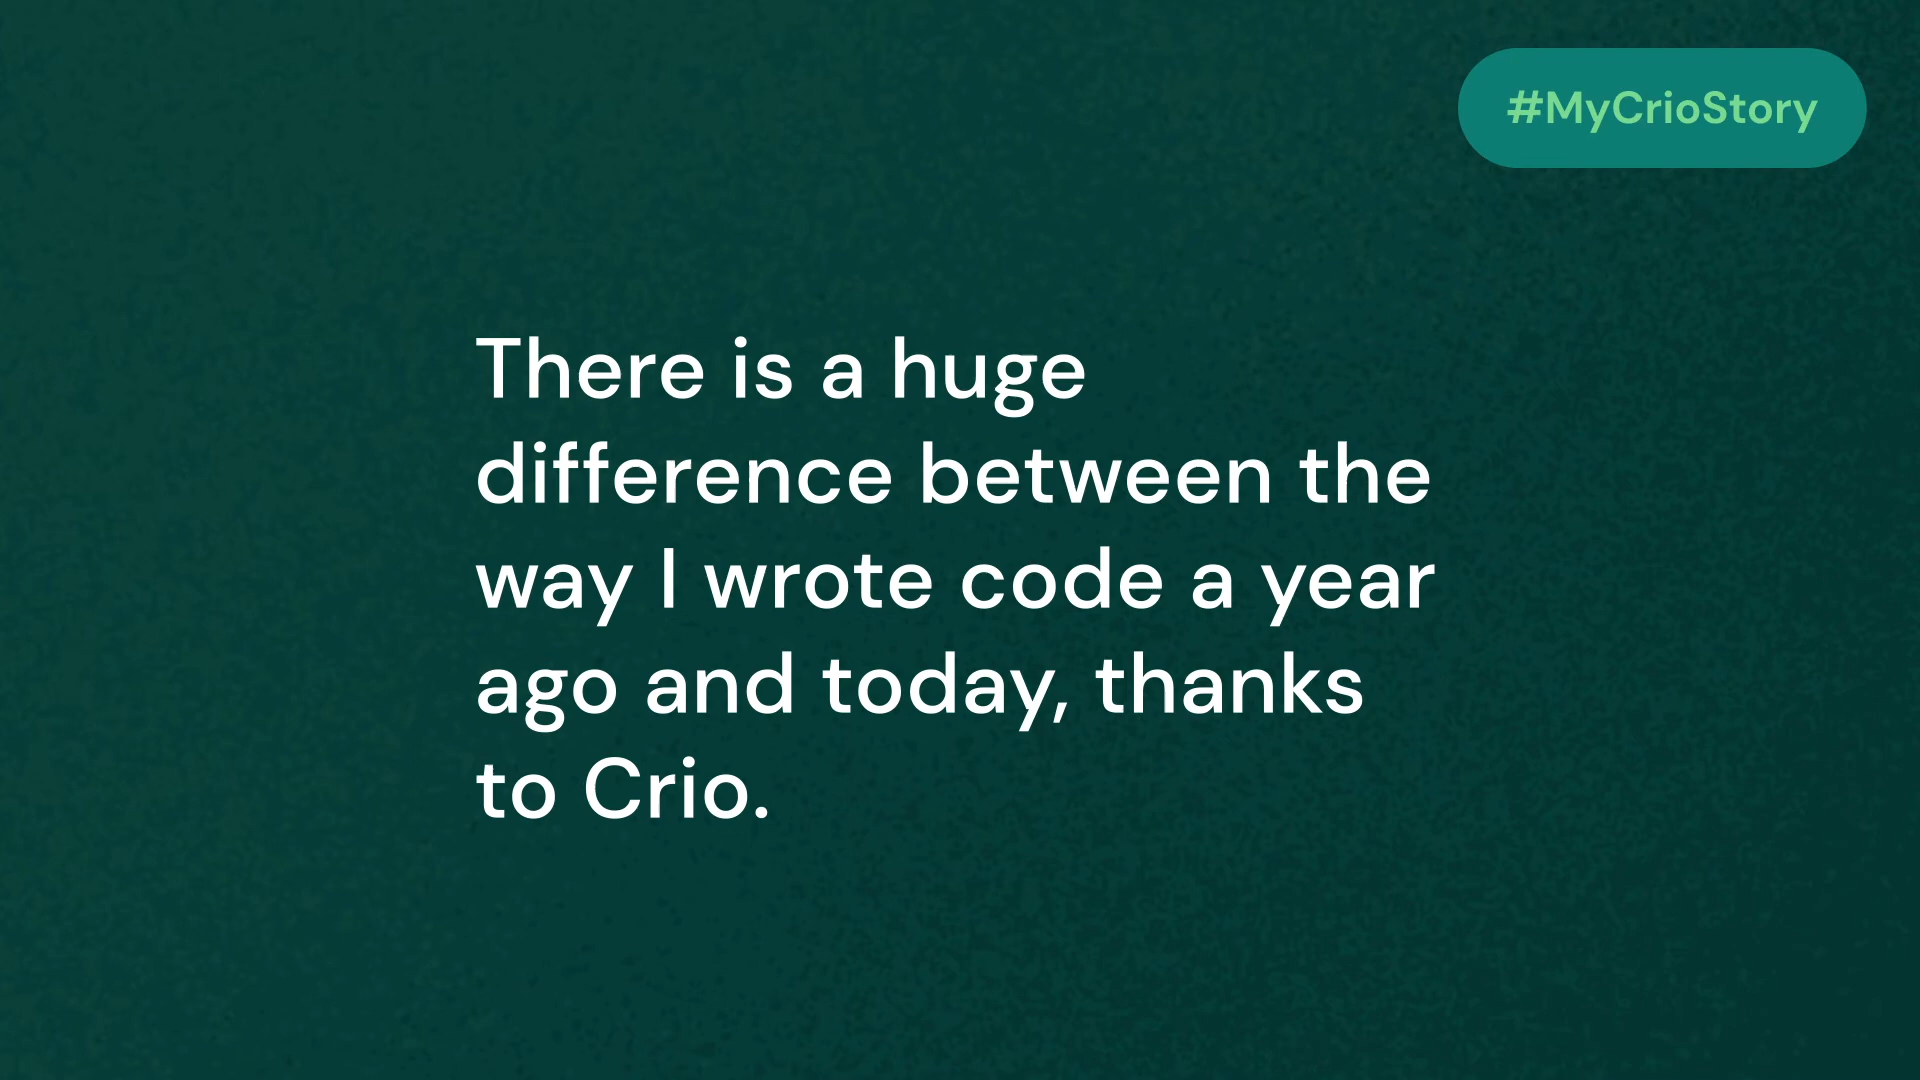 #MyCrioStory
There is a huge
difference between the
way I wrote code a year
ago and today, thanks
to Crio.